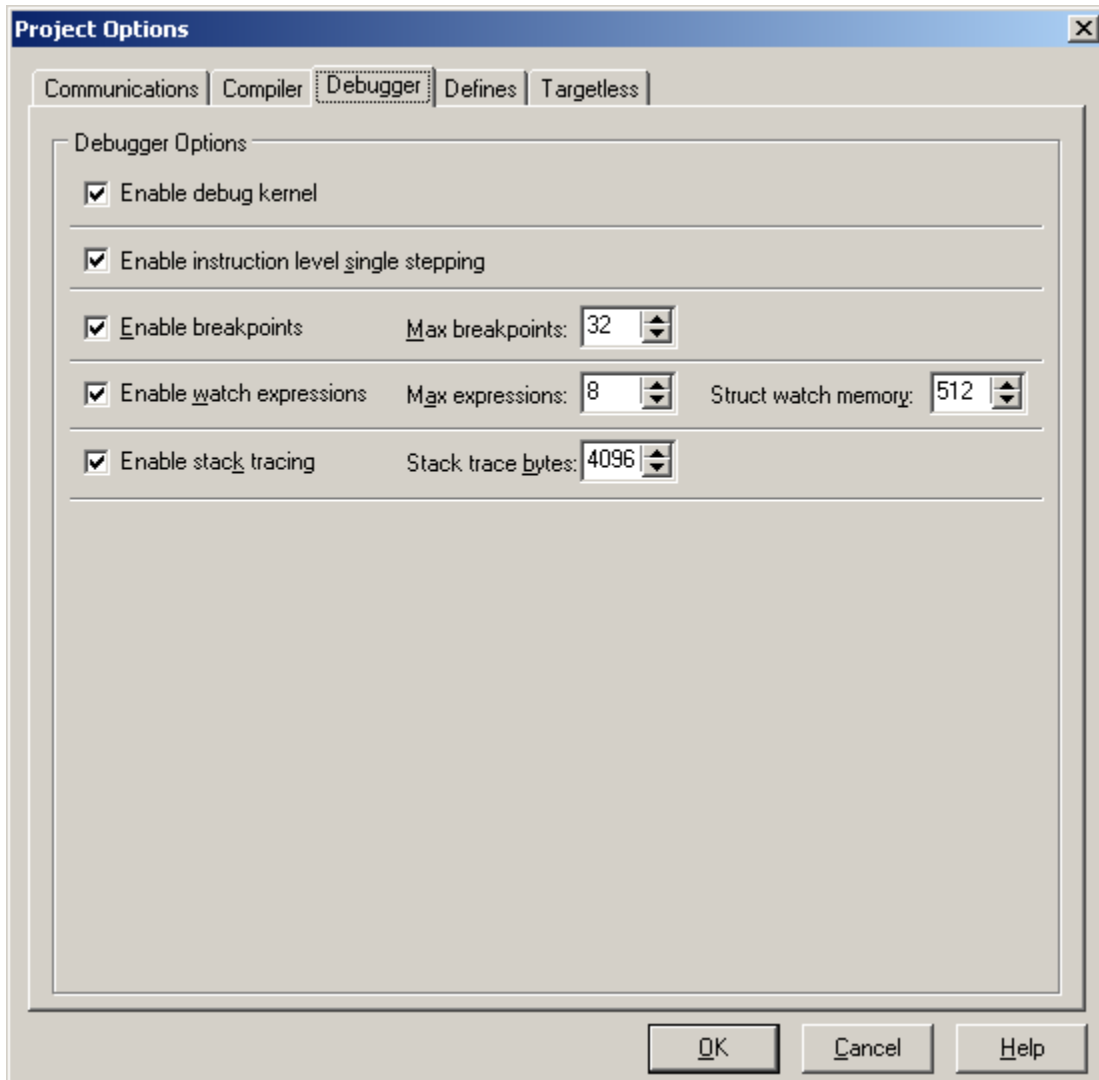 Project Options
Communications Compiler Debugger Defines Targetless
Debugger Options
Enable debug kernel
Enable instruction level single stepping
Enable breakpoints Max breakpoints: 32
Enable watch expressions Max expressions: 8 Struct watch memory: 512
Enable stack tracing Stack trace bytes: 4096
OK Cancel Help